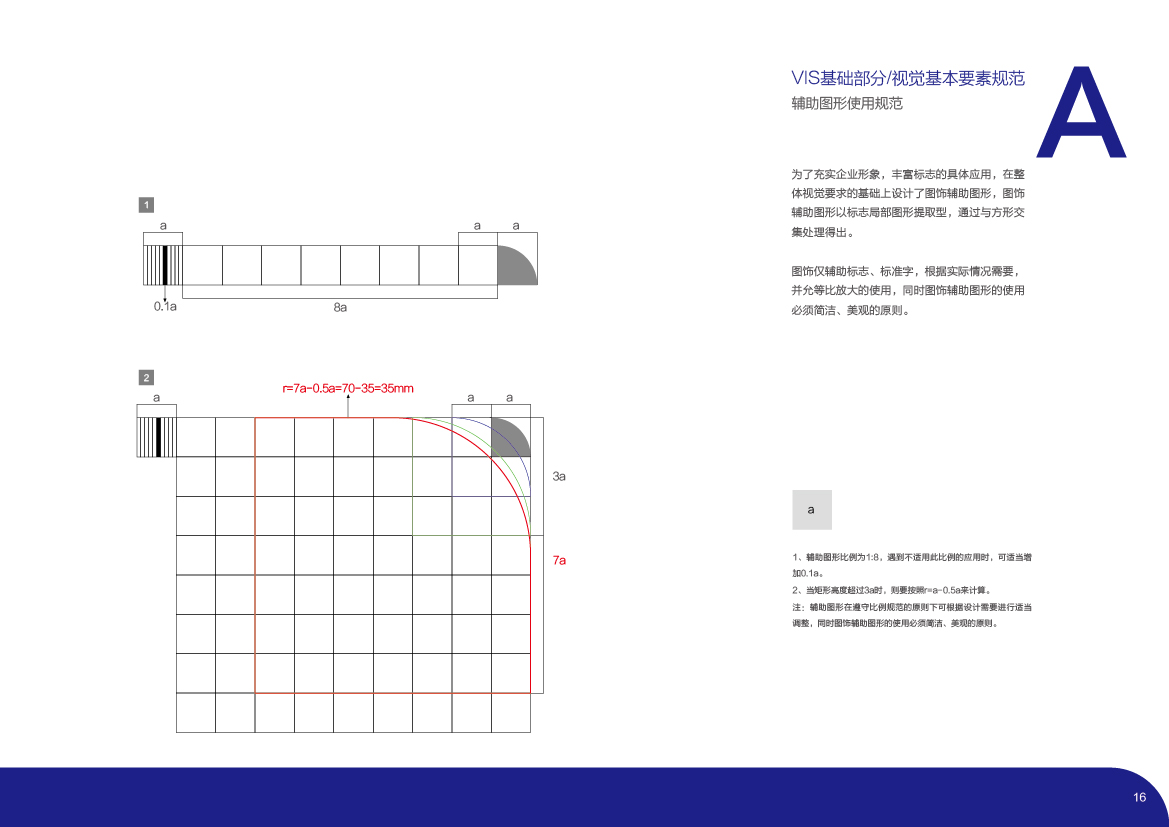 VIS基础部分/视觉基本要素规范
辅助图形使用规范
A
为了充实企业形象，丰富标志的具体应用，在整
体视觉要求的基础上设计了图饰辅助图形，图饰
辅助图形以标志局部图形提取型，通过与方形交
集处理得出。
图饰仅辅助标志、标准字，根据实际情况需要，
并允等比放大的使用，同时图饰辅助图形的使用
必须简洁、美观的原则。
1
a
a
a
0.1a
8a
2
r=7a-0.5a=70-35=35mm
a
a
a
3a
7a
a
1、辅助图形比例为1:8，遇到不适用此比例的应用时，可适当增
加0.1a。
2、当矩形高度超过3a时，则要按照r=a-0.5a来计算。
注：辅助图形在遵守比例规范的原则下可根据设计需要进行适当
调整，同时图饰辅助图形的使用必须简洁、美观的原则。
16